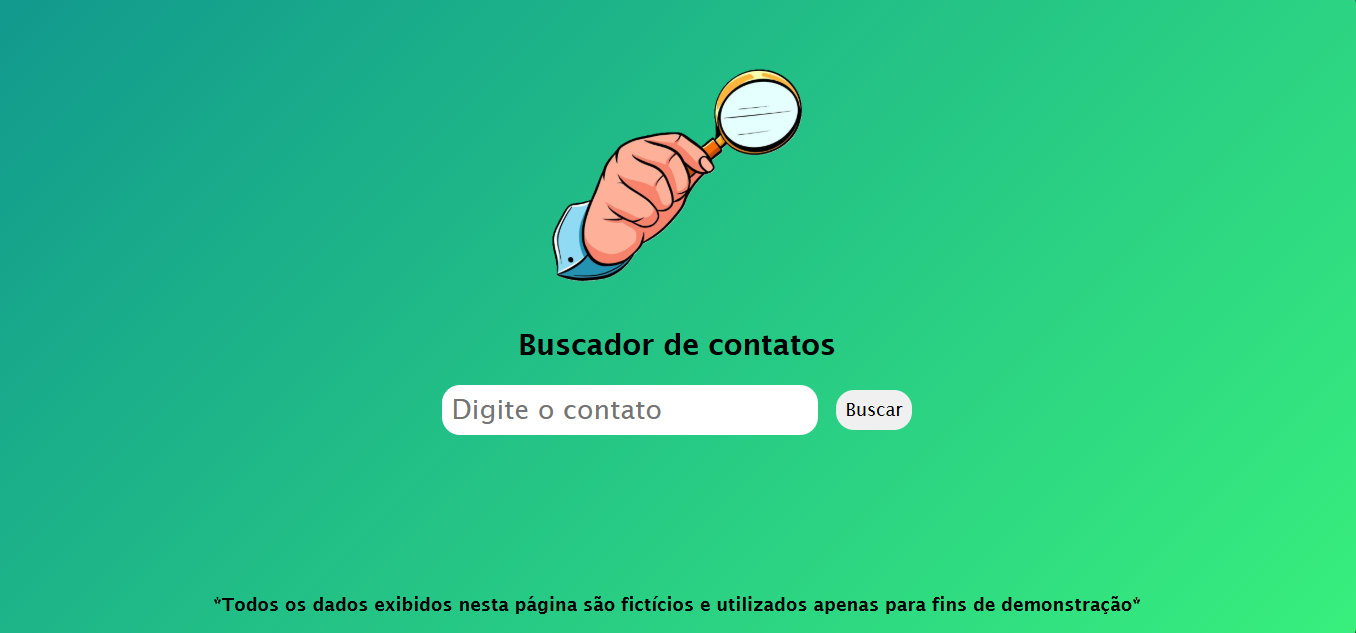 Buscador de contatos
Digite o contato
Buscar
*Todos os dados exibidos nesta página são fictícios e utilizados apenas para fins de demonstração*